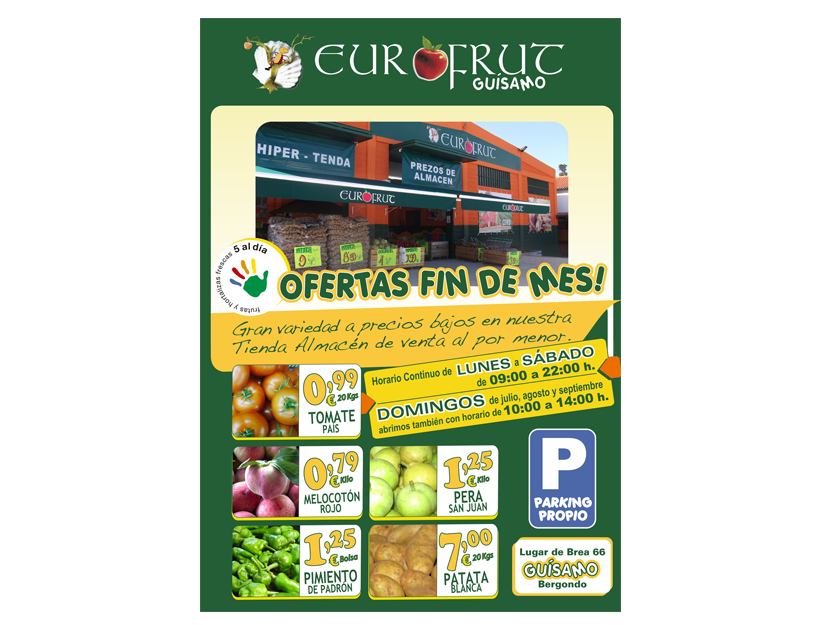 EUROFRUT
GUÍSAMO
EUROFRUT
HIPER - TENDA
PREZOS DE
ALMACEN
EUROFRUT
EUROFRUT
5 al día
frutas y hortalizas frescas
OFERTAS FIN DE MES!
Gran variedad a precios bajos en nuestra
Tienda Almacén de venta al por menor.
Horario Continuo de LUNES a SÁBADO
de 09:00 a 22:00 h.
DOMINGOS de julio, agosto y septiembre
abrimos también con horario de 10:00 a 14:00 h.
0,99
€ 20 Kgs
TOMATE
PAÍS
0,79
€ Kilo
MELOCOTÓN
ROJO
1,25
€ Kilo
PERA
SAN JUAN
1,25
€ Bolsa
PIMIENTO
DE PADRÓN
7,00
€ 20 Kgs
PATATA
BLANCA
P
PARKING
PROPIO
Lugar de Brea 66
GUÍSAMO
Bergondo